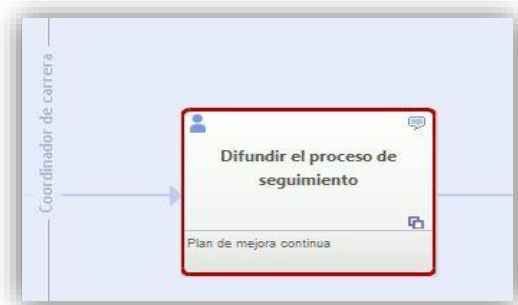 Coordinador de carrera
Difundir el proceso de
seguimiento
Plan de mejora continua